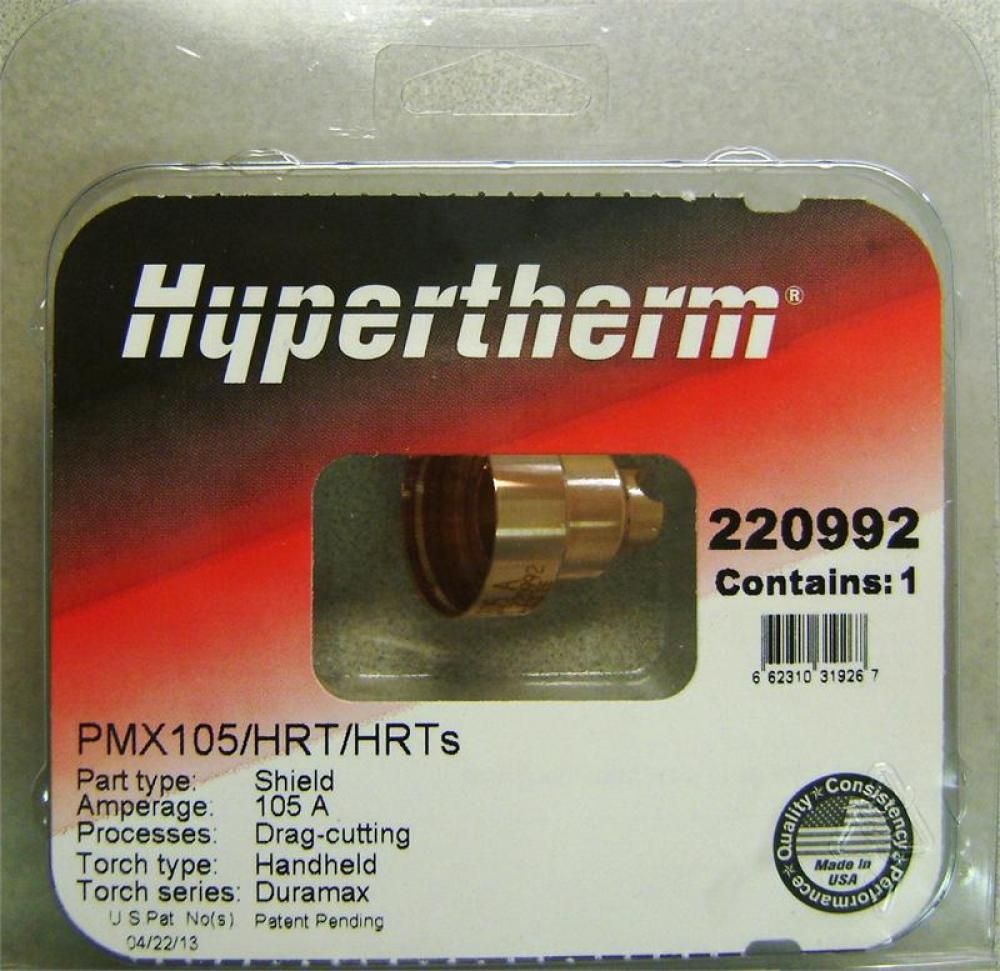 Hypertherm®
220992
Contains: 1
6 62310 31926 7
PMX105/HRT/HRTs
Part type: Shield
Amperage: 105 A
Processes: Drag-cutting
Torch type: Handheld
Torch series: Duramax
U S Pat No(s) Patent Pending
04/22/13
Quality Consistency Performance
Made in
USA